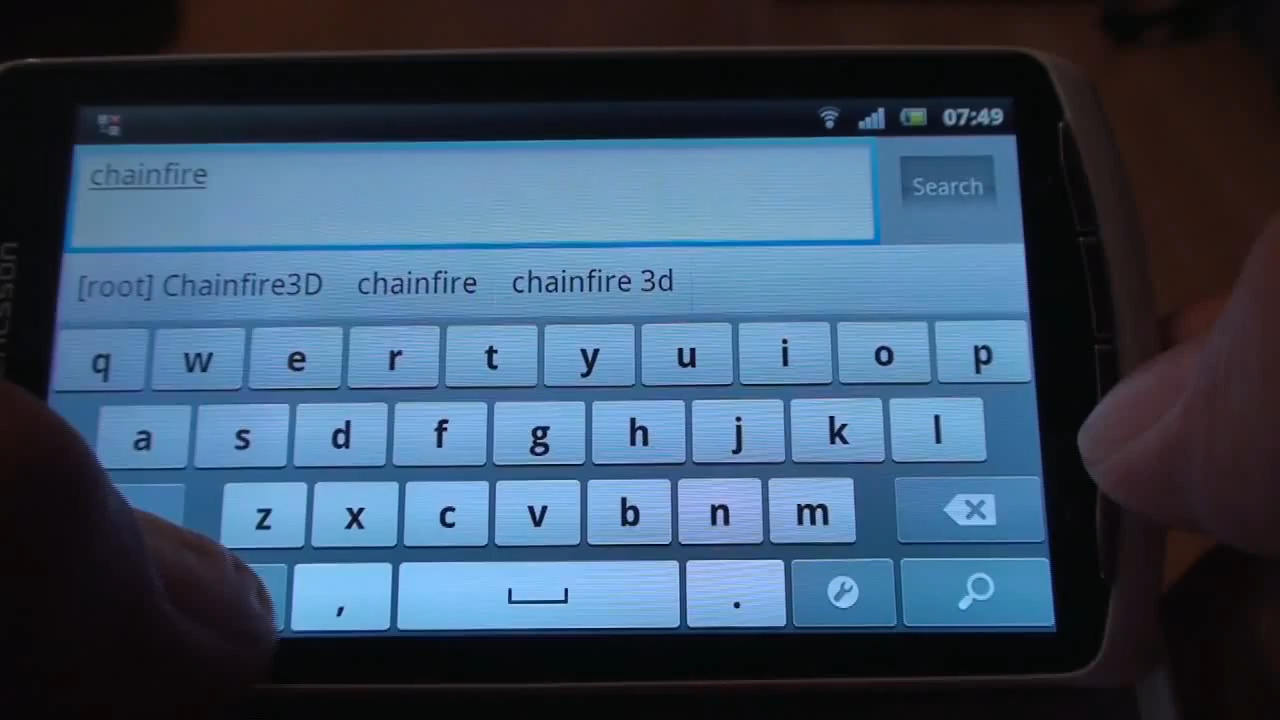 07:49
chainfire
Search
[root] Chainfire3D chainfire chainfire 3d
q w e r t y u i o p
a s d f g h j k l
z x c v b n m
, .